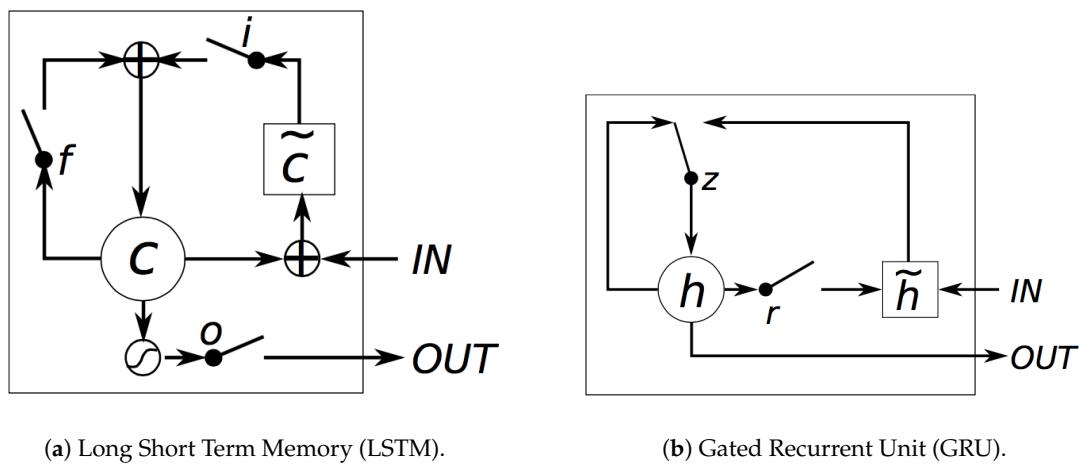 i
f
c̃
c
IN
o
OUT
z
h
r
h̃
IN
OUT
(a) Long Short Term Memory (LSTM).
(b) Gated Recurrent Unit (GRU).